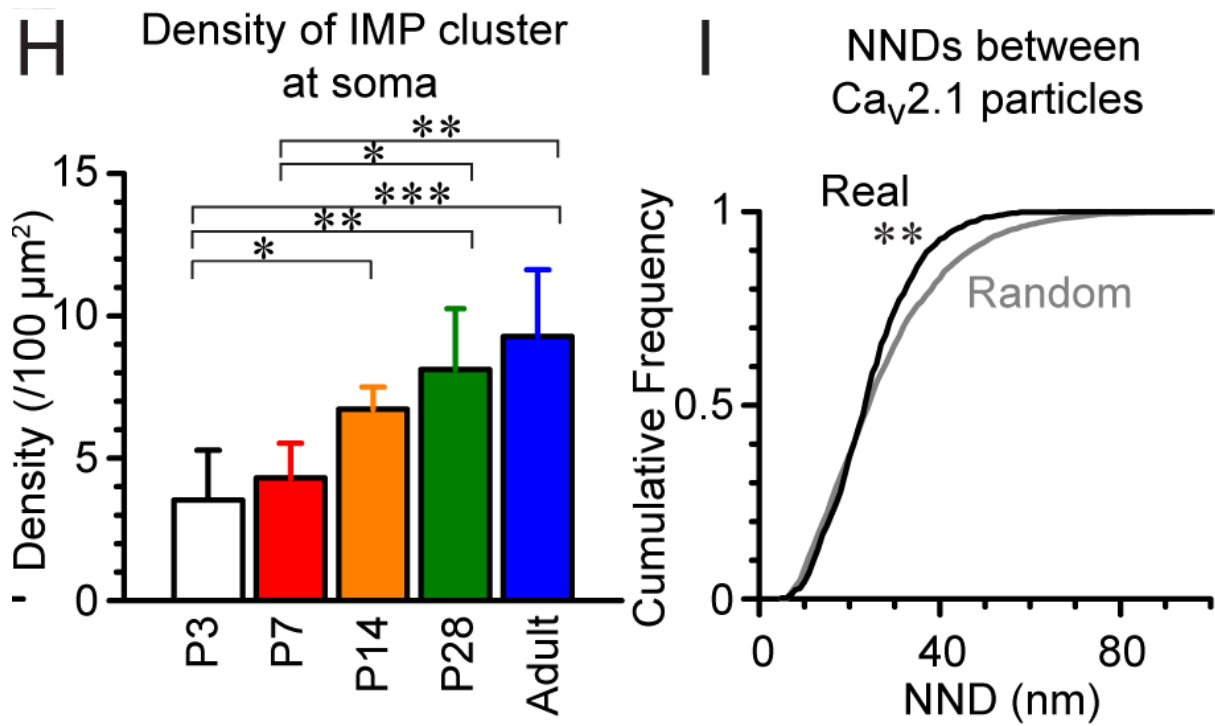 H
Density of IMP cluster
at soma
**
*
***
**
*
Density (/100 μm²)
15
10
5
0
P3
P7
P14
P28
Adult
I
NNDs between
CaV2.1 particles
Real
**
Random
Cumulative Frequency
1
0.5
0
0
40
80
NND (nm)